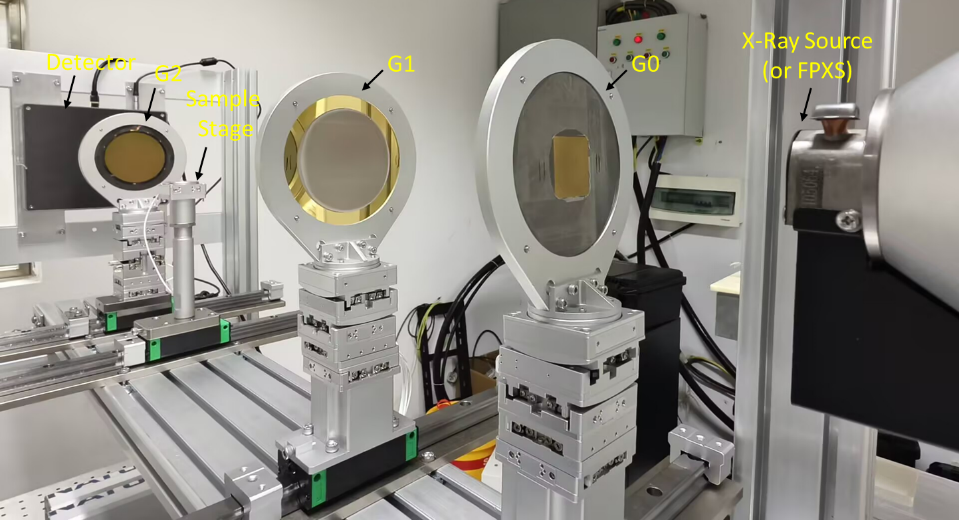 Detector
G2
Sample
Stage
G1
G0
X-Ray Source
(or FPXS)